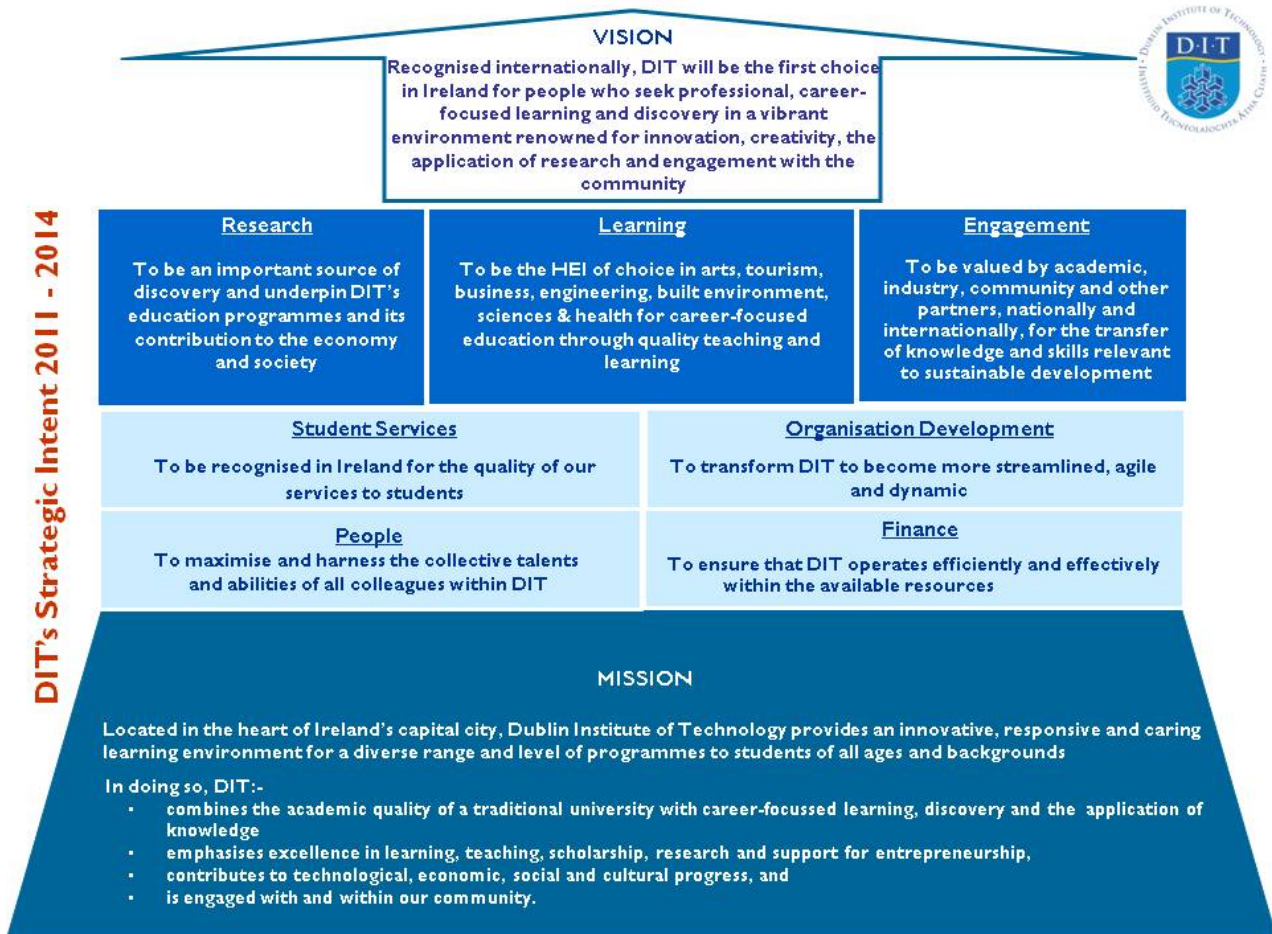 VISION
Recognised internationally, DIT will be the first choice
in Ireland for people who seek professional, career-
focused learning and discovery in a vibrant
environment renowned for innovation, creativity, the
application of research and engagement with the
community
DUBLIN INSTITUTE OF TECHNOLOGY
D·I·T
INSTITIÚID TEICNEOLAÍOCHTA ÁTHA CLIATH
DIT's Strategic Intent 2011 - 2014
Research
To be an important source of
discovery and underpin DIT's
education programmes and its
contribution to the economy
and society
Learning
To be the HEI of choice in arts, tourism,
business, engineering, built environment,
sciences & health for career-focused
education through quality teaching and
learning
Engagement
To be valued by academic,
industry, community and other
partners, nationally and
internationally, for the transfer
of knowledge and skills relevant
to sustainable development
Student Services
To be recognised in Ireland for the quality of our
services to students
Organisation Development
To transform DIT to become more streamlined, agile
and dynamic
People
To maximise and harness the collective talents
and abilities of all colleagues within DIT
Finance
To ensure that DIT operates efficiently and effectively
within the available resources
MISSION
Located in the heart of Ireland's capital city, Dublin Institute of Technology provides an innovative, responsive and caring
learning environment for a diverse range and level of programmes to students of all ages and backgrounds
In doing so, DIT:-
• combines the academic quality of a traditional university with career-focussed learning, discovery and the application of
knowledge
• emphasises excellence in learning, teaching, scholarship, research and support for entrepreneurship,
• contributes to technological, economic, social and cultural progress, and
• is engaged with and within our community.